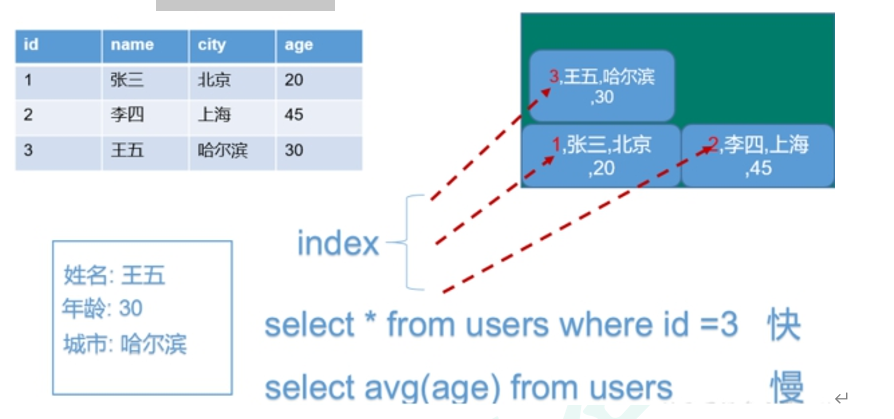 id name city age
1 张三 北京 20
2 李四 上海 45
3 王五 哈尔滨 30
3,王五,哈尔滨
,30
1,张三,北京
,20
2,李四,上海
,45
index
姓名: 王五
年龄: 30
城市: 哈尔滨
select * from users where id =3 快
select avg(age) from users 慢